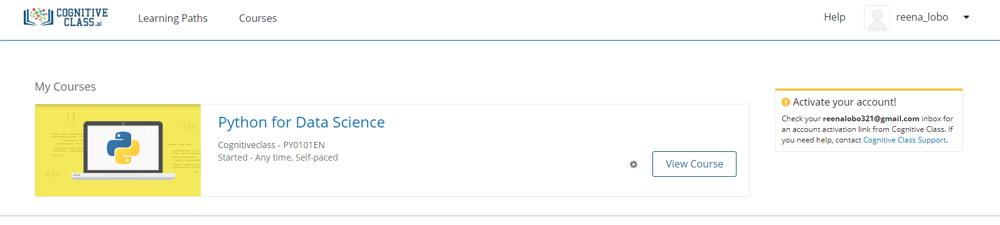 COGNITIVE
CLASS.ai
Learning Paths
Courses
Help
reena_lobo
My Courses
Python for Data Science
Cognitiveclass - PY0101EN
Started - Any time, Self-paced
View Course
Activate your account!
Check your reenalobo321@gmail.com inbox for
an account activation link from Cognitive Class. If
you need help, contact Cognitive Class Support.